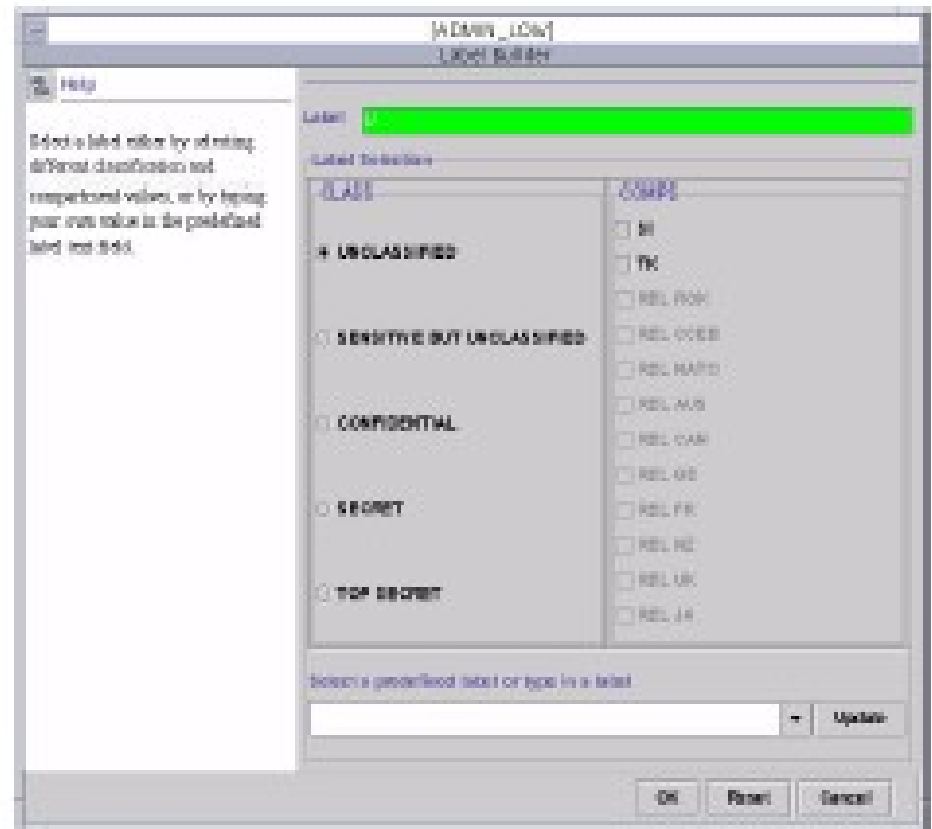 [ADMIN_LOW]
Label Builder
Help
Select a label either by selecting
different classification and
compartment values, or by typing
your own value in the predefined
label text field.
Label
U
Label Selection
CLASS
UNCLASSIFIED
SENSITIVE BUT UNCLASSIFIED
CONFIDENTIAL
SECRET
TOP SECRET
COMPS
SI
TK
REL ROK
REL NATO
REL AUS
REL CAN
REL GE
REL FR
REL NZ
REL UK
REL JA
Select a predefined label or type in a label
Update
OK
Reset
Cancel